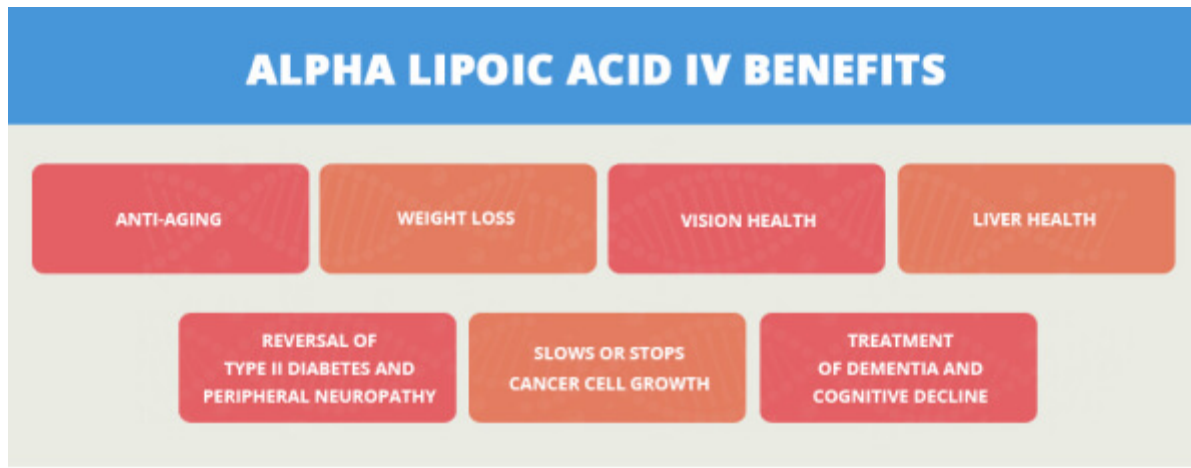 ALPHA LIPOIC ACID IV BENEFITS
ANTI-AGING
WEIGHT LOSS
VISION HEALTH
LIVER HEALTH
REVERSAL OF
TYPE II DIABETES AND
PERIPHERAL NEUROPATHY
SLOWS OR STOPS
CANCER CELL GROWTH
TREATMENT
OF DEMENTIA AND
COGNITIVE DECLINE